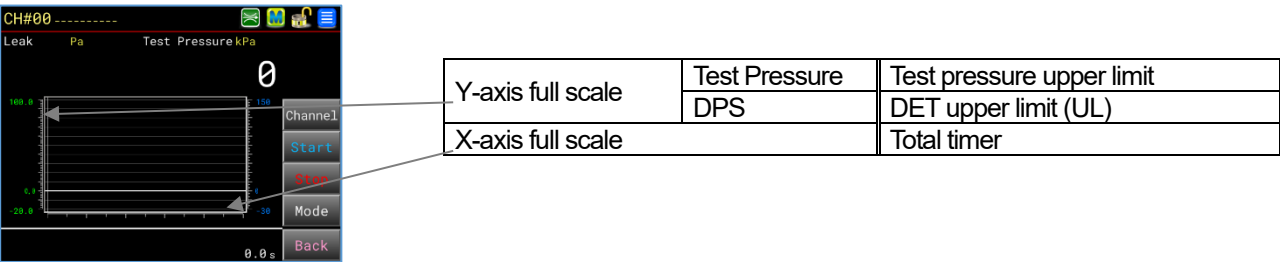 CH#00 ----------
M
Leak Pa Test Pressure kPa
0
100.0 150
0.0 0
-20.0 -30
0.0 s
Channel
Start
Stop
Mode
Back
Y-axis full scale Test Pressure Test pressure upper limit
DPS DET upper limit (UL)
X-axis full scale Total timer